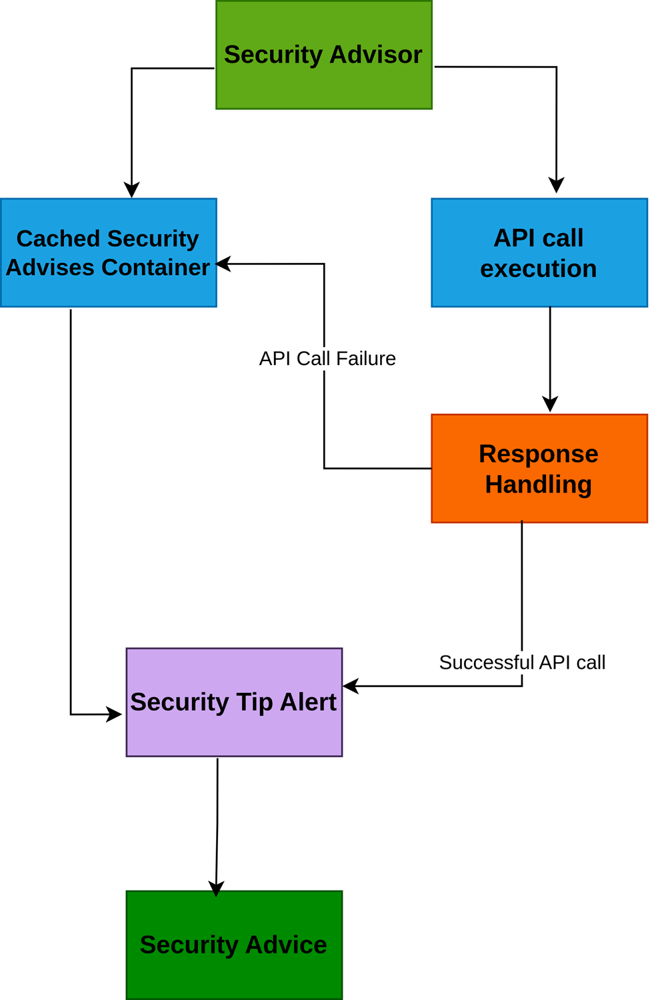 Security Advisor
Cached Security
Advises Container
API call
execution
API Call Failure
Response
Handling
Successful API call
Security Tip Alert
Security Advice